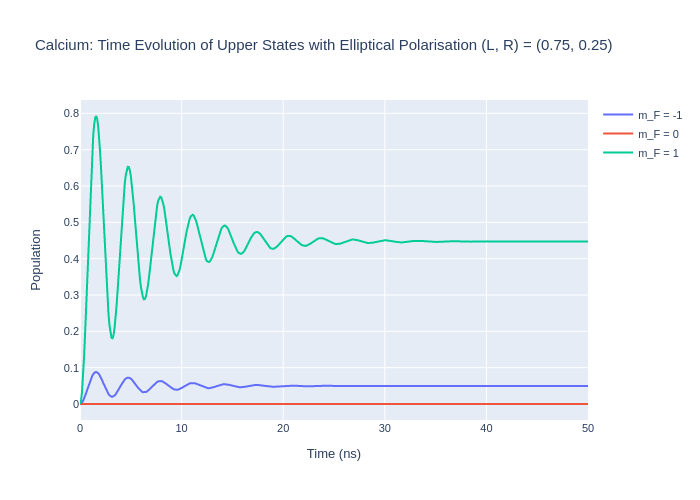 Calcium: Time Evolution of Upper States with Elliptical Polarisation (L, R) = (0.75, 0.25)
m_F = -1
m_F = 0
m_F = 1
Population
0.8
0.7
0.6
0.5
0.4
0.3
0.2
0.1
0
0 10 20 30 40 50
Time (ns)